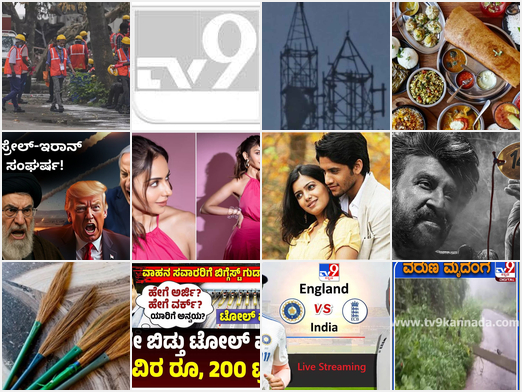 tv9
ಸ್ರೇಲ್-ಇರಾನ್
ಸಂಘರ್ಷ!
ವಾಹನ ಸವಾರರಿಗೆ ಬಿಗ್ಗೆಸ್ಟ್ ಗುಡ
ಹೇಗೆ ಅರ್ಜಿ?
ಹೇಗೆ ವರ್ಕ್?
ಯಾರಿಗೆ ಅನ್ವಯ?
ಟೋಲ್
ಬಿಡ್ತು ಟೋಲ್
ವಿರ ರೂ, 200
TV9
England
VS
India
Live Streaming
ವರುಣ ಮೃದಂಗ
TV9
www.tv9kannada.com